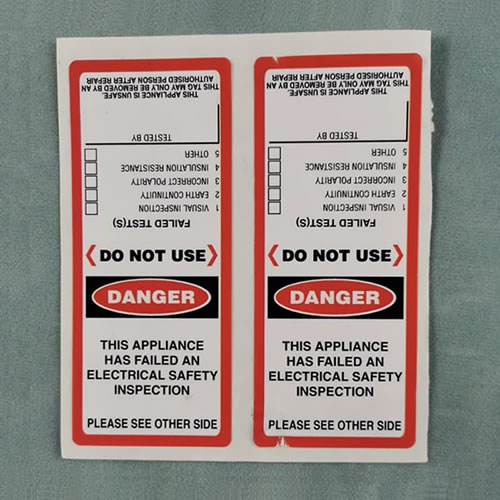 FAILED TEST(S)
1 VISUAL INSPECTION
2 EARTH CONTINUITY
3 INCORRECT POLARITY
4 INSULATION RESISTANCE
5 OTHER
TESTED BY
THIS APPLIANCE IS UNSAFE.
THIS TAG MAY ONLY BE REMOVED BY AN
AUTHORISED PERSON AFTER REPAIR
DO NOT USE
DANGER
THIS APPLIANCE
HAS FAILED AN
ELECTRICAL SAFETY
INSPECTION
PLEASE SEE OTHER SIDE
FAILED TEST(S)
1 VISUAL INSPECTION
2 EARTH CONTINUITY
3 INCORRECT POLARITY
4 INSULATION RESISTANCE
5 OTHER
TESTED BY
THIS APPLIANCE IS UNSAFE.
THIS TAG MAY ONLY BE REMOVED BY AN
AUTHORISED PERSON AFTER REPAIR
DO NOT USE
DANGER
THIS APPLIANCE
HAS FAILED AN
ELECTRICAL SAFETY
INSPECTION
PLEASE SEE OTHER SIDE